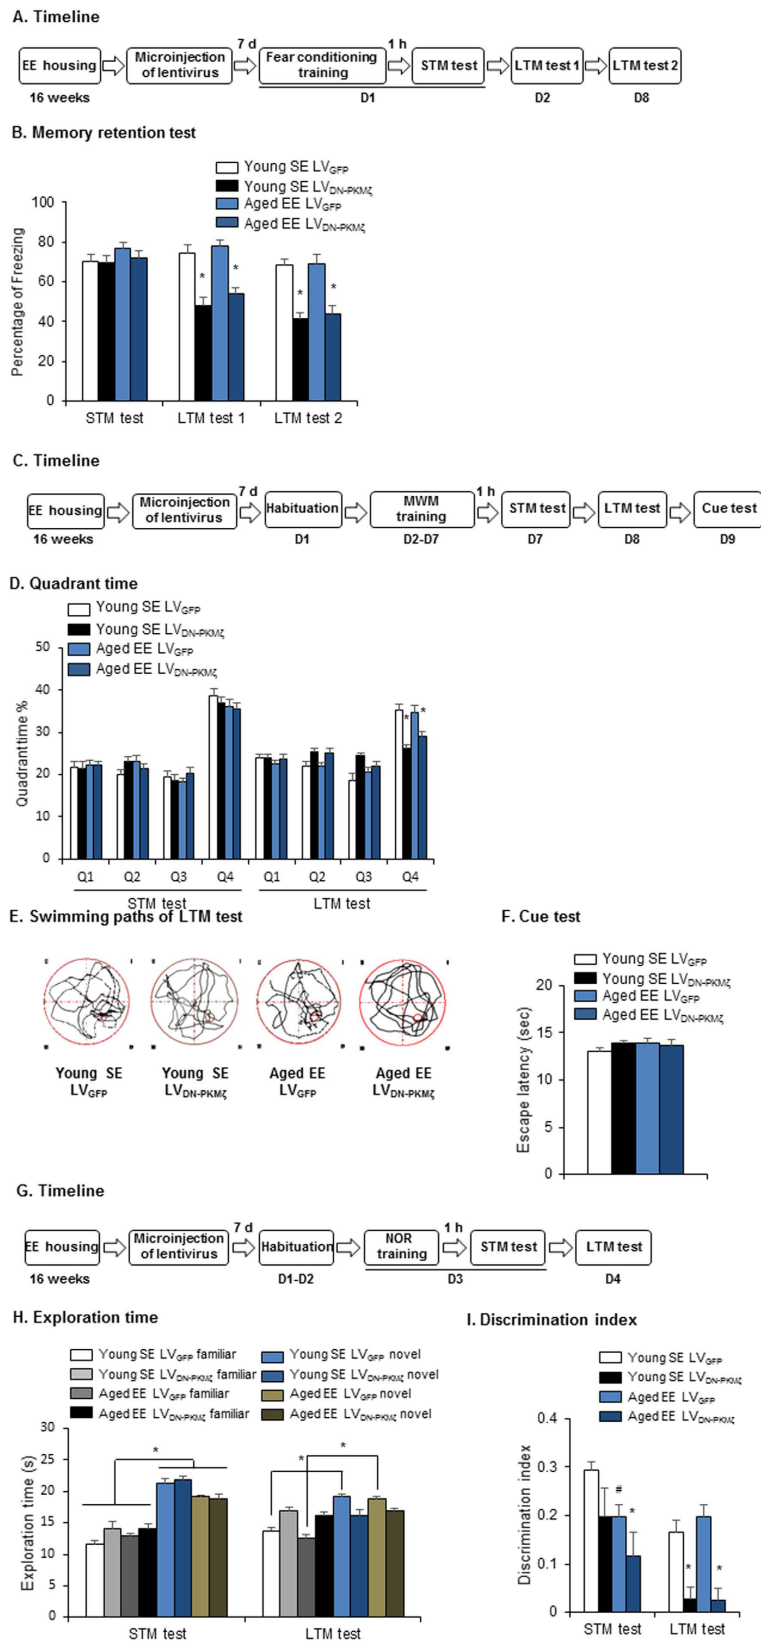 A. Timeline
7 d 1 h
EE housing Microinjection of lentivirus Fear conditioning training STM test LTM test 1 LTM test 2
16 weeks D1 D2 D8
B. Memory retention test
Young SE LVGFP
Young SE LVDN-PKMζ
Aged EE LVGFP
Aged EE LVDN-PKMζ
Percentage of Freezing
100
80
60
40
20
0
* * * *
STM test LTM test 1 LTM test 2
C. Timeline
7 d 1 h
EE housing Microinjection of lentivirus Habituation MWM training STM test LTM test Cue test
16 weeks D1 D2-D7 D7 D8 D9
D. Quadrant time
Young SE LVGFP
Young SE LVDN-PKMζ
Aged EE LVGFP
Aged EE LVDN-PKMζ
Quadrant time %
50
40
30
20
10
0
* *
Q1 Q2 Q3 Q4 Q1 Q2 Q3 Q4
STM test LTM test
E. Swimming paths of LTM test
Young SE LVGFP
Young SE LVDN-PKMζ
Aged EE LVGFP
Aged EE LVDN-PKMζ
F. Cue test
Young SE LVGFP
Young SE LVDN-PKMζ
Aged EE LVGFP
Aged EE LVDN-PKMζ
Escape latency (sec)
20
15
10
5
0
G. Timeline
7 d 1 h
EE housing Microinjection of lentivirus Habituation NOR training STM test LTM test
16 weeks D1-D2 D3 D4
H. Exploration time
Young SE LVGFP familiar
Young SE LVDN-PKMζ familiar
Aged EE LVGFP familiar
Aged EE LVDN-PKMζ familiar
Young SE LVGFP novel
Young SE LVDN-PKMζ novel
Aged EE LVGFP novel
Aged EE LVDN-PKMζ novel
Exploration time (s)
30
25
20
15
10
5
0
* * *
STM test LTM test
I. Discrimination index
Young SE LVGFP
Young SE LVDN-PKMζ
Aged EE LVGFP
Aged EE LVDN-PKMζ
Discrimination index
0.4
0.3
0.2
0.1
0
# * * *
STM test LTM test